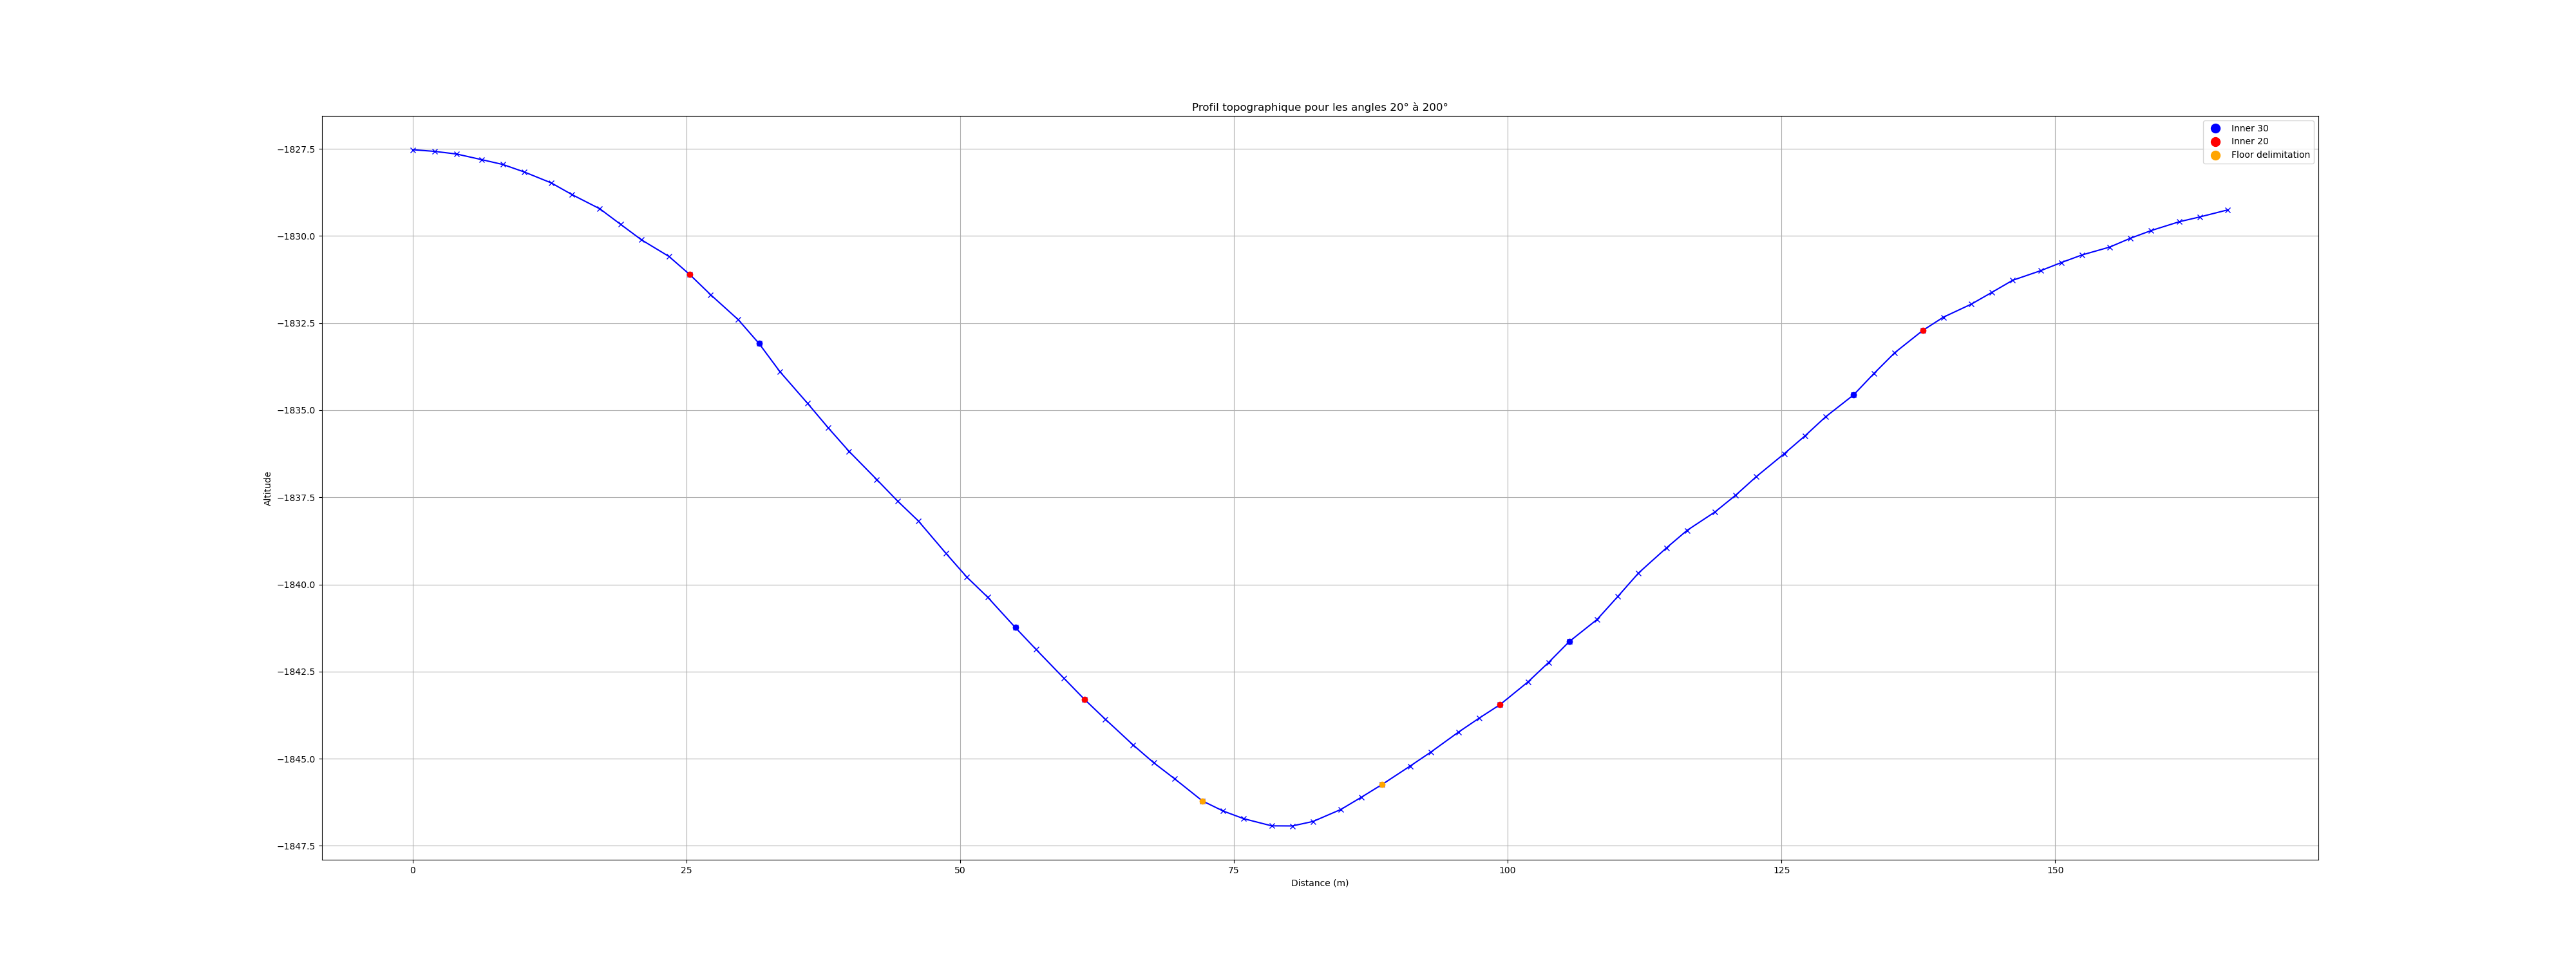 Profil topographique pour les angles 20° à 200°
Inner 30
Inner 20
Floor delimitation
−1827.5
−1830.0
−1832.5
−1835.0
−1837.5
−1840.0
−1842.5
−1845.0
−1847.5
Altitude
0 25 50 75 100 125 150
Distance (m)